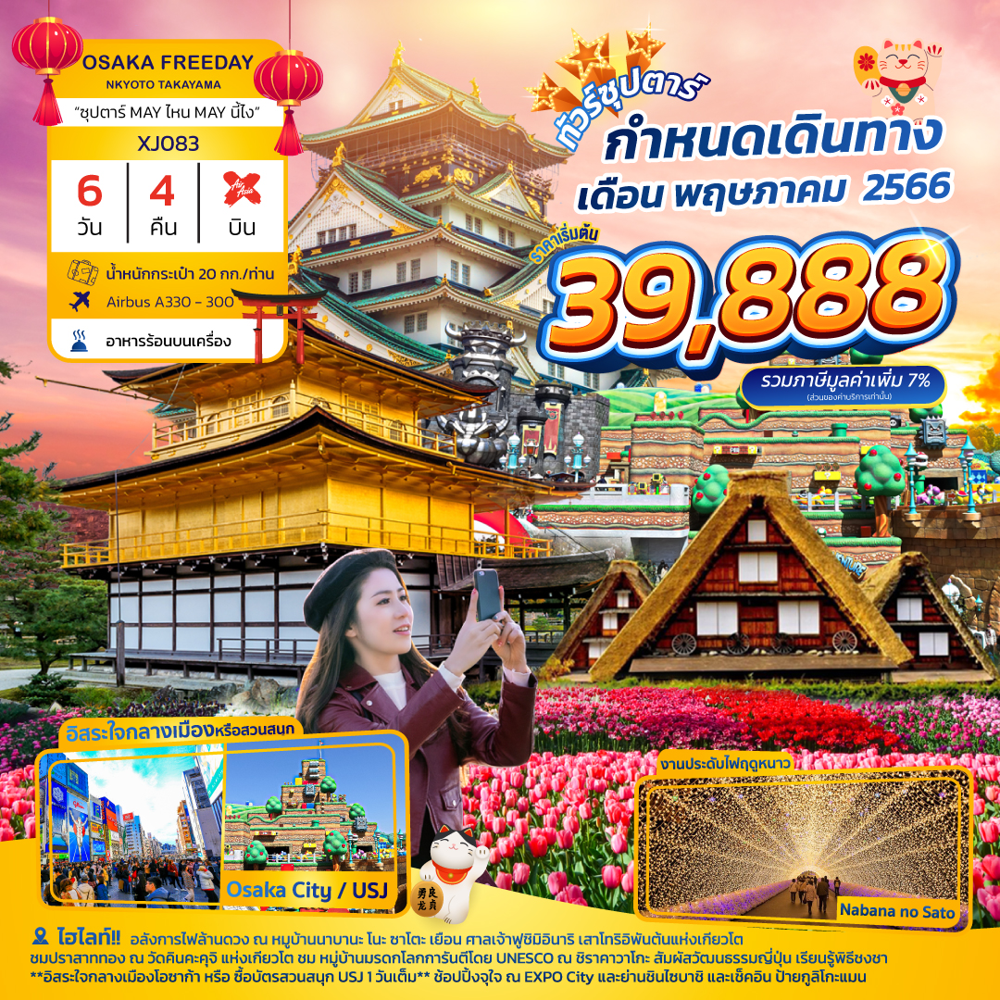 OSAKA FREEDAY
NKYOTO TAKAYAMA
“ซุปตาร์ MAY ไหน MAY นี้ไง”
XJ083
6 วัน
4 คืน
Air Asia บิน
น้ำหนักกระเป๋า 20 กก./ท่าน
Airbus A330 - 300
อาหารร้อนบนเครื่อง
ทัวร์ซุปตาร์
กำหนดเดินทาง
เดือน พฤษภาคม 2566
ราคาเริ่มต้น
39,888
รวมภาษีมูลค่าเพิ่ม 7%
(ส่วนของค่าบริการเท่านั้น)
อิสระใจกลางเมืองหรือสวนสนุก
Osaka City / USJ
งานประดับไฟฤดูหนาว
Nabana no Sato
ไฮไลท์!! อลังการไฟล้านดวง ณ หมู่บ้านนาบานะ โนะ ซาโตะ เยือน ศาลเจ้าฟูชิมิอินาริ เสาโทริอิพันต้นแห่งเกียวโต
ชมปราสาททอง ณ วัดคินคะคุจิ แห่งเกียวโต ชม หมู่บ้านมรดกโลกการันตีโดย UNESCO ณ ชิราคาวาโกะ สัมผัสวัฒนธรรมญี่ปุ่น เรียนรู้พิธีชงชา
**อิสระใจกลางเมืองโอซาก้า หรือ ซื้อบัตรสวนสนุก USJ 1 วันเต็ม** ช้อปปิ้งจุใจ ณ EXPO City และย่านชินไซบาชิ และเช็คอิน ป้ายกูลิโกะแมน